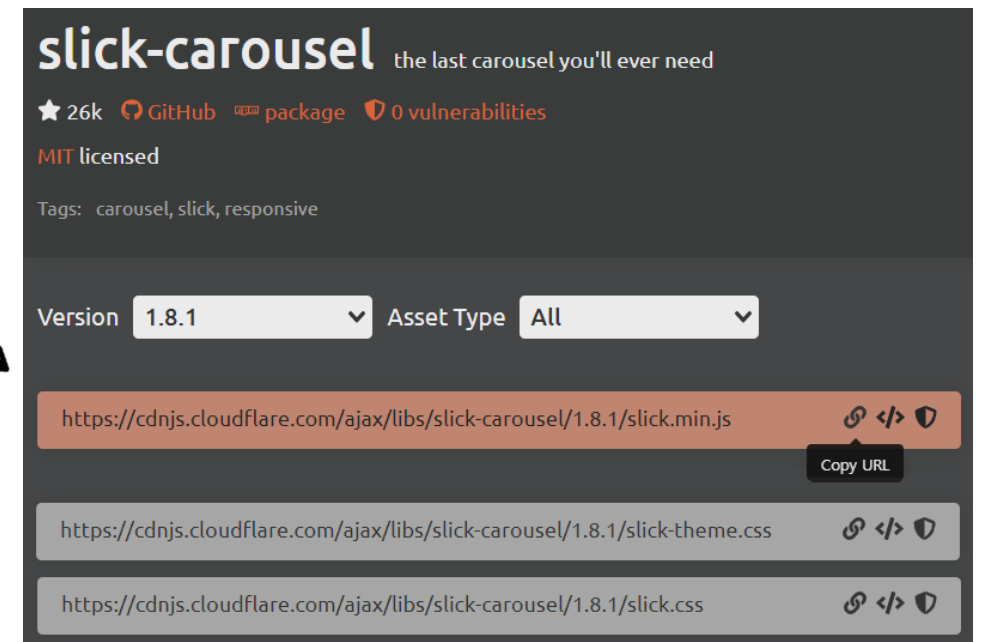 slick-carousel the last carousel you'll ever need
26k GitHub npm package 0 vulnerabilities
MIT licensed
Tags: carousel, slick, responsive
Version 1.8.1 Asset Type All
https://cdnjs.cloudflare.com/ajax/libs/slick-carousel/1.8.1/slick.min.js
Copy URL
https://cdnjs.cloudflare.com/ajax/libs/slick-carousel/1.8.1/slick-theme.css
https://cdnjs.cloudflare.com/ajax/libs/slick-carousel/1.8.1/slick.css